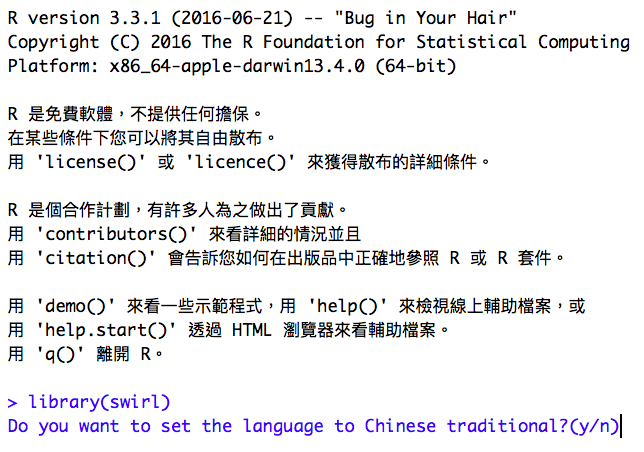 R version 3.3.1 (2016-06-21) -- "Bug in Your Hair"
Copyright (C) 2016 The R Foundation for Statistical Computing
Platform: x86_64-apple-darwin13.4.0 (64-bit)
R 是免費軟體，不提供任何擔保。
在某些條件下您可以將其自由散布。
用 'license()' 或 'licence()' 來獲得散布的詳細條件。
R 是個合作計劃，有許多人為之做出了貢獻。
用 'contributors()' 來看詳細的情況並且
用 'citation()' 會告訴您如何在出版品中正確地參照 R 或 R 套件。
用 'demo()' 來看一些示範程式，用 'help()' 來檢視線上輔助檔案，或
用 'help.start()' 透過 HTML 瀏覽器來看輔助檔案。
用 'q()' 離開 R。
> library(swirl)
Do you want to set the language to Chinese traditional?(y/n)